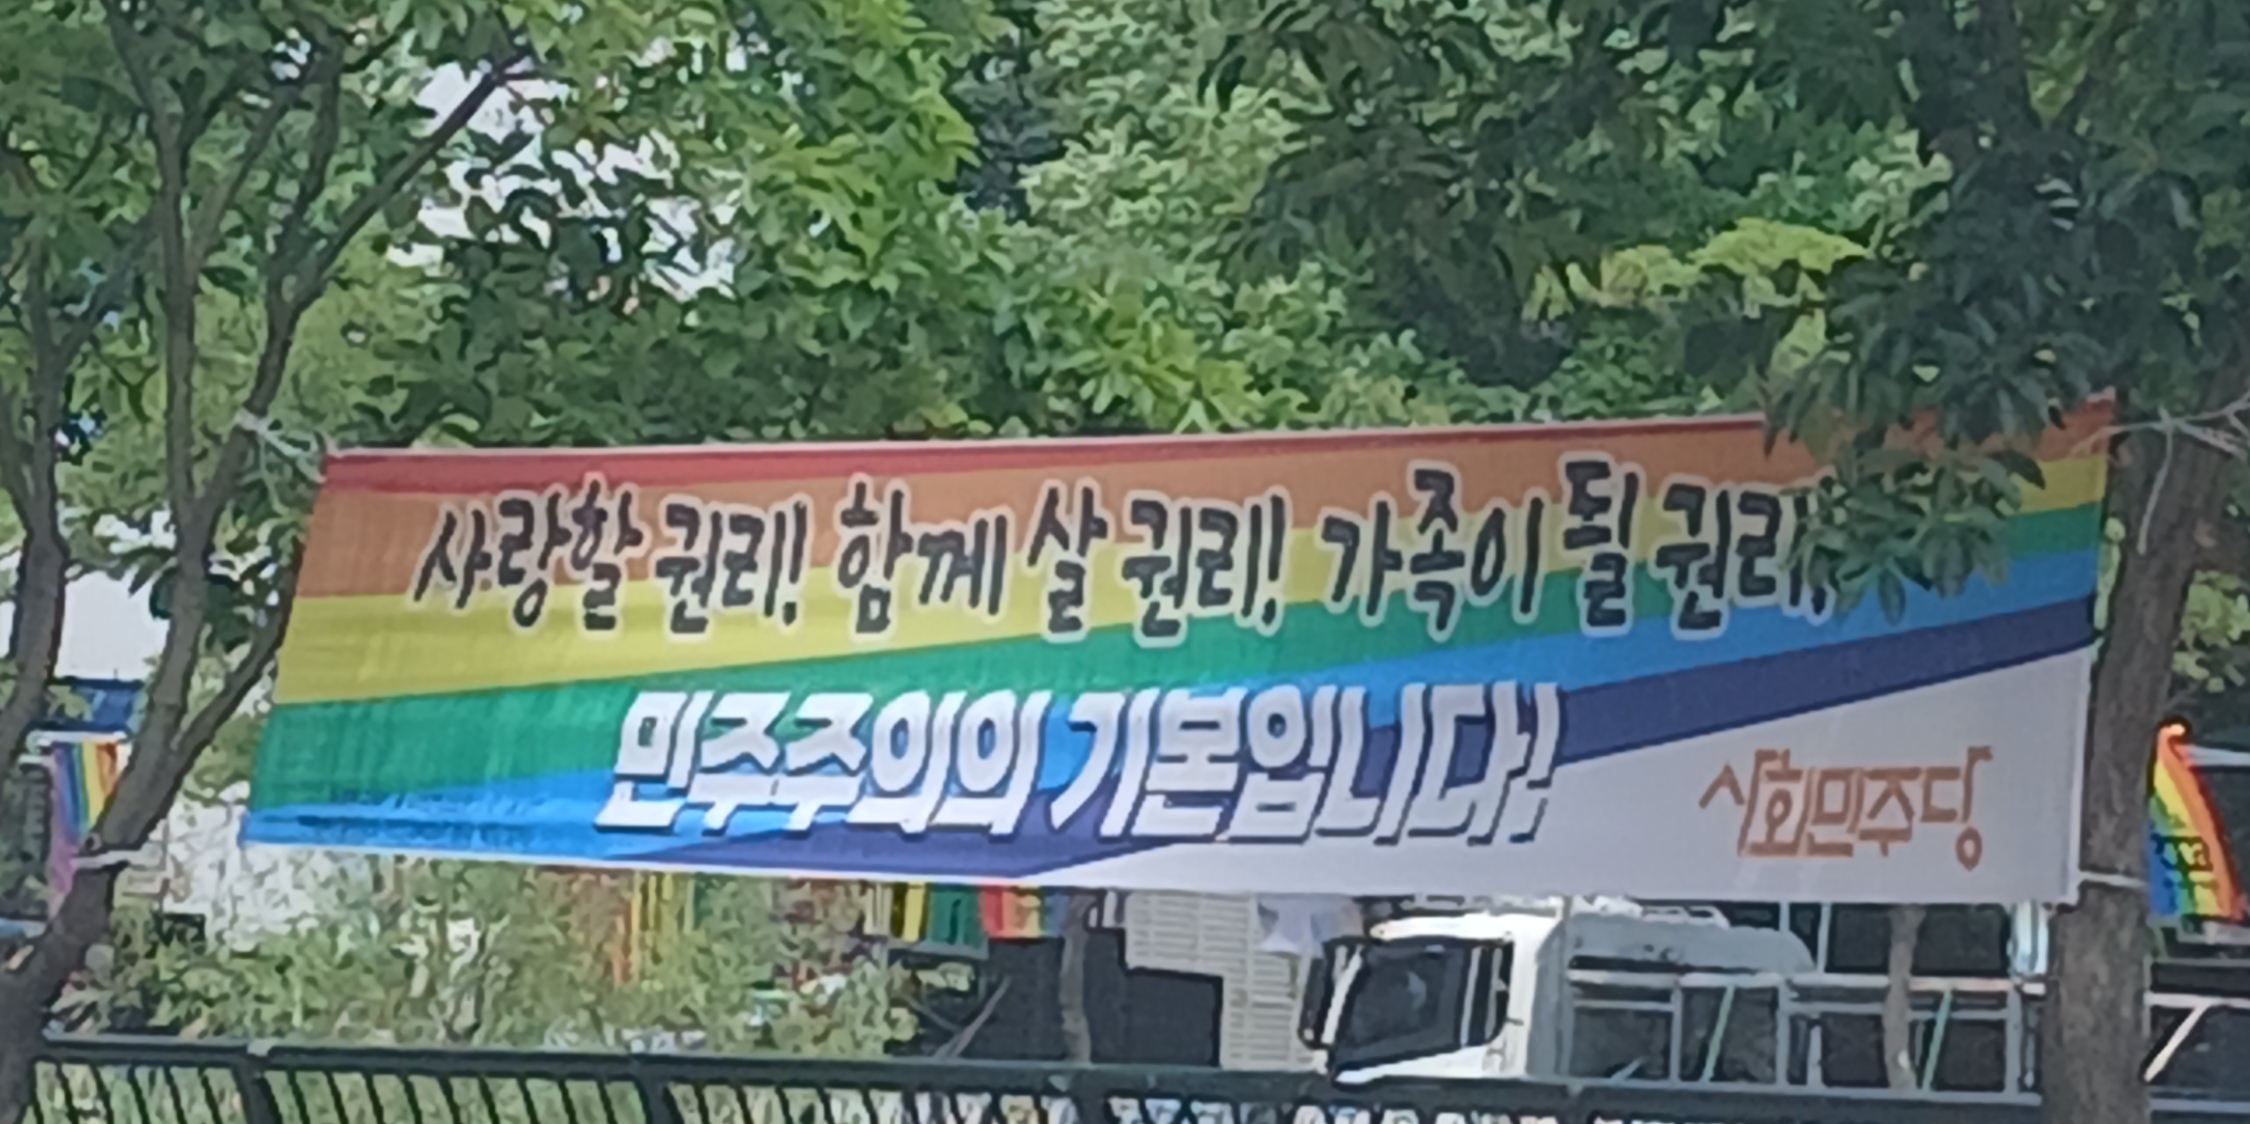 사랑할 권리! 함께 살 권리! 가족이 될 권리,
민주주의의 기본입니다!
사회민주당